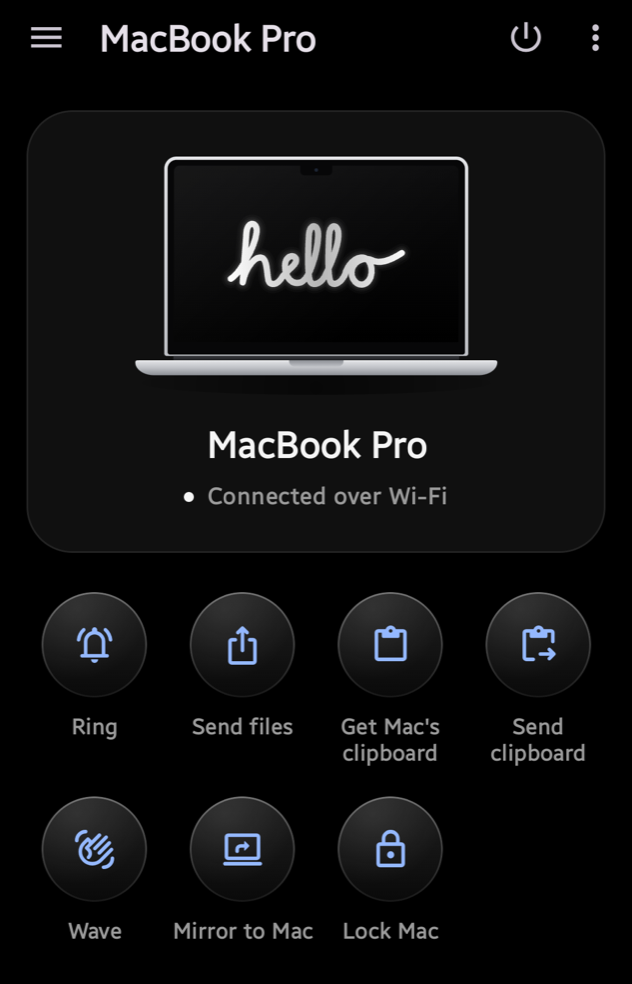 MacBook Pro
hello
MacBook Pro
Connected over Wi-Fi
Ring
Send files
Get Mac's
clipboard
Send
clipboard
Wave
Mirror to Mac
Lock Mac